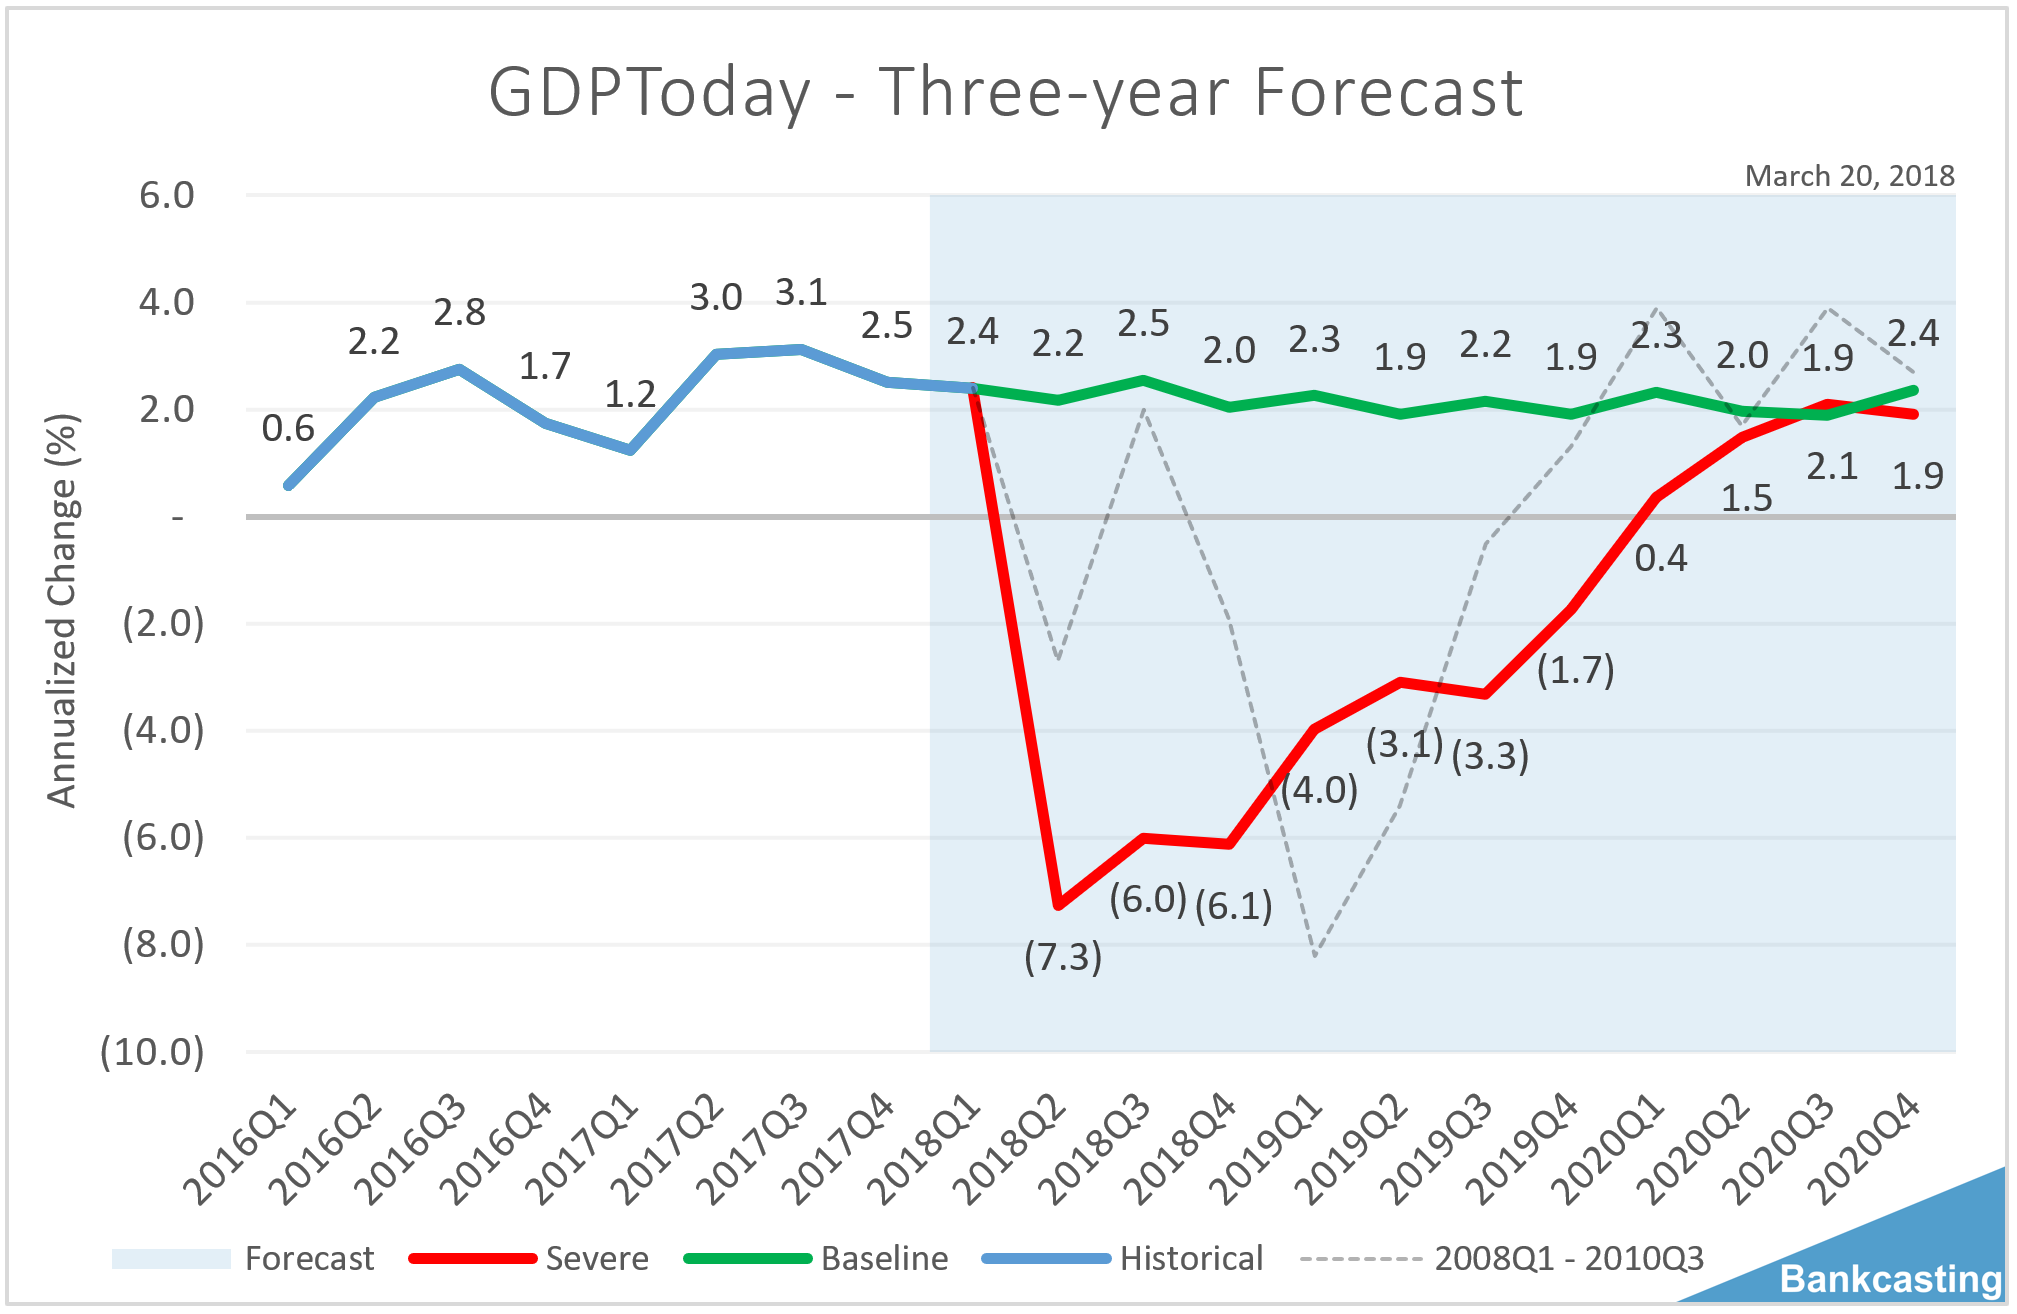 GDPToday - Three-year Forecast
March 20, 2018
Annualized Change (%)
6.0
4.0
2.0
-
(2.0)
(4.0)
(6.0)
(8.0)
(10.0)
0.6
2.2
2.8
1.7
1.2
3.0
3.1
2.5
2.4
2.2
2.5
2.0
2.3
1.9
2.2
1.9
2.3
2.0
1.9
2.4
(7.3)
(6.0)
(6.1)
(4.0)
(3.1)
(3.3)
(1.7)
0.4
1.5
2.1
1.9
2016Q1
2016Q2
2016Q3
2016Q4
2017Q1
2017Q2
2017Q3
2017Q4
2018Q1
2018Q2
2018Q3
2018Q4
2019Q1
2019Q2
2019Q3
2019Q4
2020Q1
2020Q2
2020Q3
2020Q4
Forecast
Severe
Baseline
Historical
2008Q1 - 2010Q3
Bankcasting